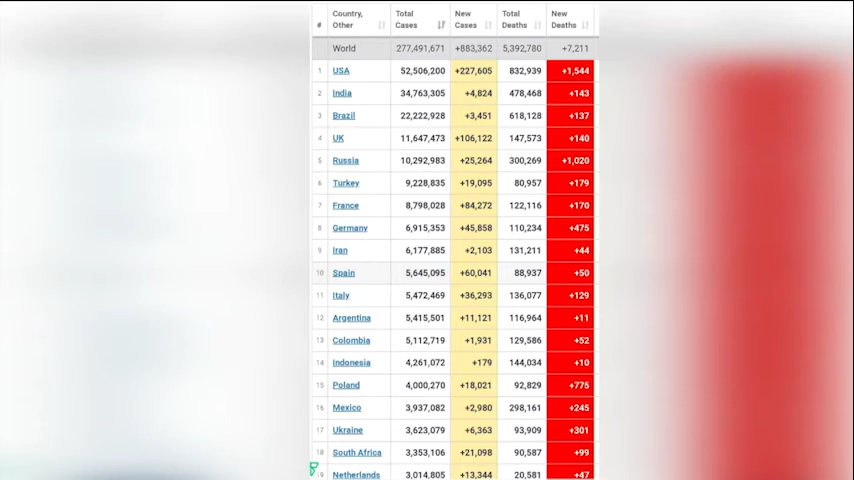 # Country, Other Total Cases New Cases Total Deaths New Deaths
World 277,491,671 +883,362 5,392,780 +7,211
1 USA 52,506,200 +227,605 832,939 +1,544
2 India 34,763,305 +4,824 478,468 +143
3 Brazil 22,222,928 +3,451 618,128 +137
4 UK 11,647,473 +106,122 147,573 +140
5 Russia 10,292,983 +25,264 300,269 +1,020
6 Turkey 9,228,835 +19,095 80,957 +179
7 France 8,798,028 +84,272 122,116 +170
8 Germany 6,915,353 +45,858 110,234 +475
9 Iran 6,177,885 +2,103 131,211 +44
10 Spain 5,645,095 +60,041 88,937 +50
11 Italy 5,472,469 +36,293 136,077 +129
12 Argentina 5,415,501 +11,121 116,964 +11
13 Colombia 5,112,719 +1,931 129,586 +52
14 Indonesia 4,261,072 +179 144,034 +10
15 Poland 4,000,270 +18,021 92,829 +775
16 Mexico 3,937,082 +2,980 298,161 +245
17 Ukraine 3,623,079 +6,363 93,909 +301
18 South Africa 3,353,106 +21,098 90,587 +99
19 Netherlands 3,014,805 +13,344 20,581 +47